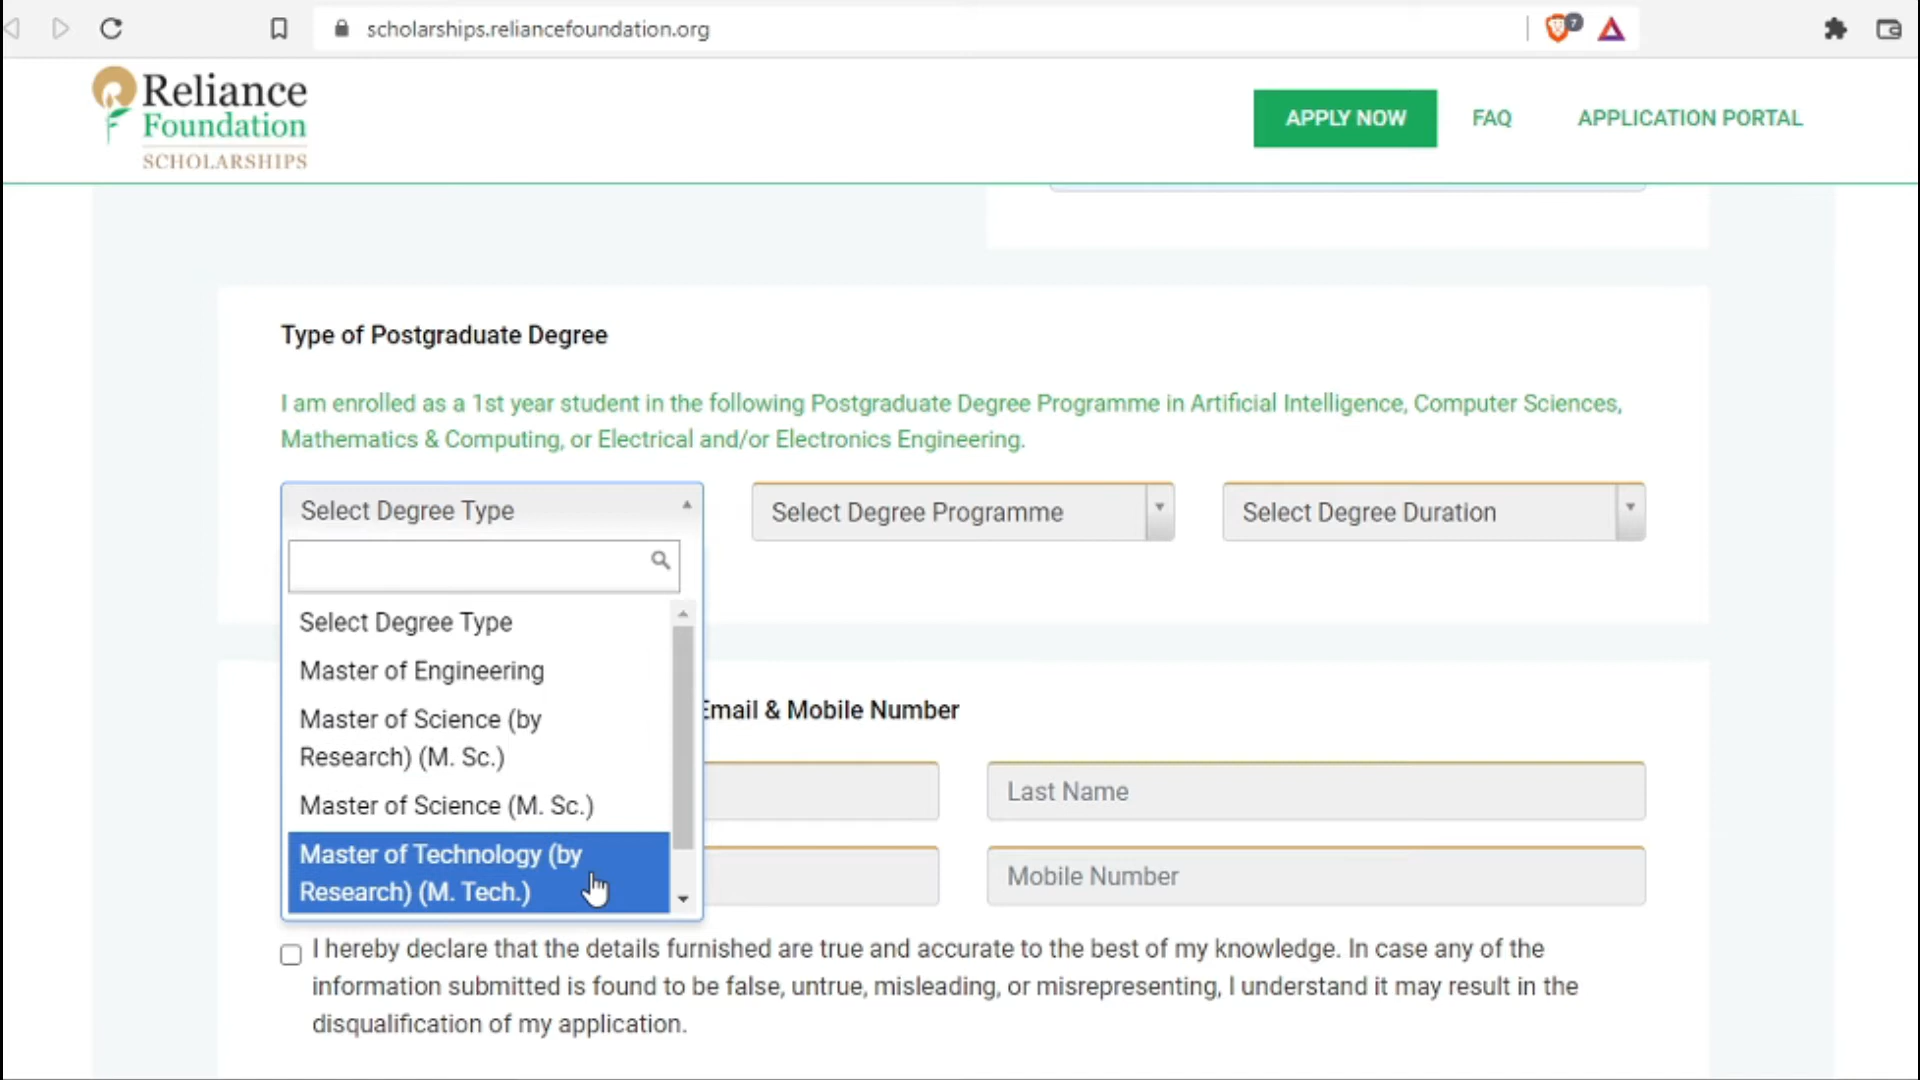 scholarships.reliancefoundation.org
7
Reliance
Foundation
SCHOLARSHIPS
APPLY NOW
FAQ
APPLICATION PORTAL
Type of Postgraduate Degree
I am enrolled as a 1st year student in the following Postgraduate Degree Programme in Artificial Intelligence, Computer Sciences,
Mathematics & Computing, or Electrical and/or Electronics Engineering.
Select Degree Type
Select Degree Programme
Select Degree Duration
Select Degree Type
Master of Engineering
Master of Science (by
Research) (M. Sc.)
Master of Science (M. Sc.)
Master of Technology (by
Research) (M. Tech.)
Email & Mobile Number
Last Name
Mobile Number
I hereby declare that the details furnished are true and accurate to the best of my knowledge. In case any of the
information submitted is found to be false, untrue, misleading, or misrepresenting, I understand it may result in the
disqualification of my application.